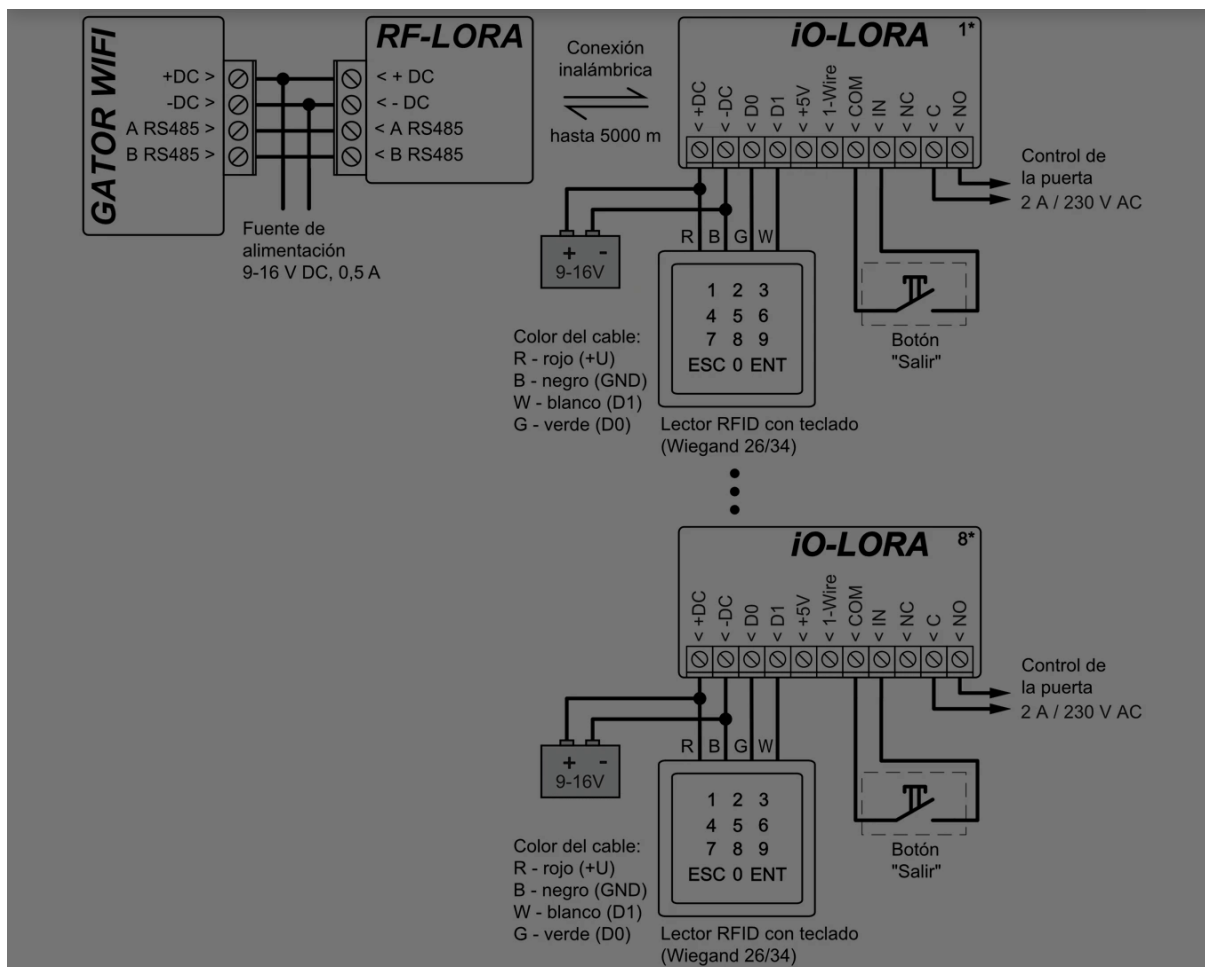 GATOR WIFI
+DC >
-DC >
A RS485 >
B RS485 >
RF-LORA
< + DC
< - DC
< A RS485
< B RS485
Fuente de
alimentación
9-16 V DC, 0,5 A
Conexión
inalámbrica
hasta 5000 m
iO-LORA 1*
< +DC
< -DC
< D0
< D1
< +5V
< 1-Wire
< COM
< IN
< NC
< C
< NO
Control de
la puerta
2 A / 230 V AC
+ -
9-16V
R B G W
1 2 3
4 5 6
7 8 9
ESC 0 ENT
Botón
"Salir"
Color del cable:
R - rojo (+U)
B - negro (GND)
W - blanco (D1)
G - verde (D0)
Lector RFID con teclado
(Wiegand 26/34)
iO-LORA 8*
< +DC
< -DC
< D0
< D1
< +5V
< 1-Wire
< COM
< IN
< NC
< C
< NO
Control de
la puerta
2 A / 230 V AC
+ -
9-16V
R B G W
1 2 3
4 5 6
7 8 9
ESC 0 ENT
Botón
"Salir"
Color del cable:
R - rojo (+U)
B - negro (GND)
W - blanco (D1)
G - verde (D0)
Lector RFID con teclado
(Wiegand 26/34)